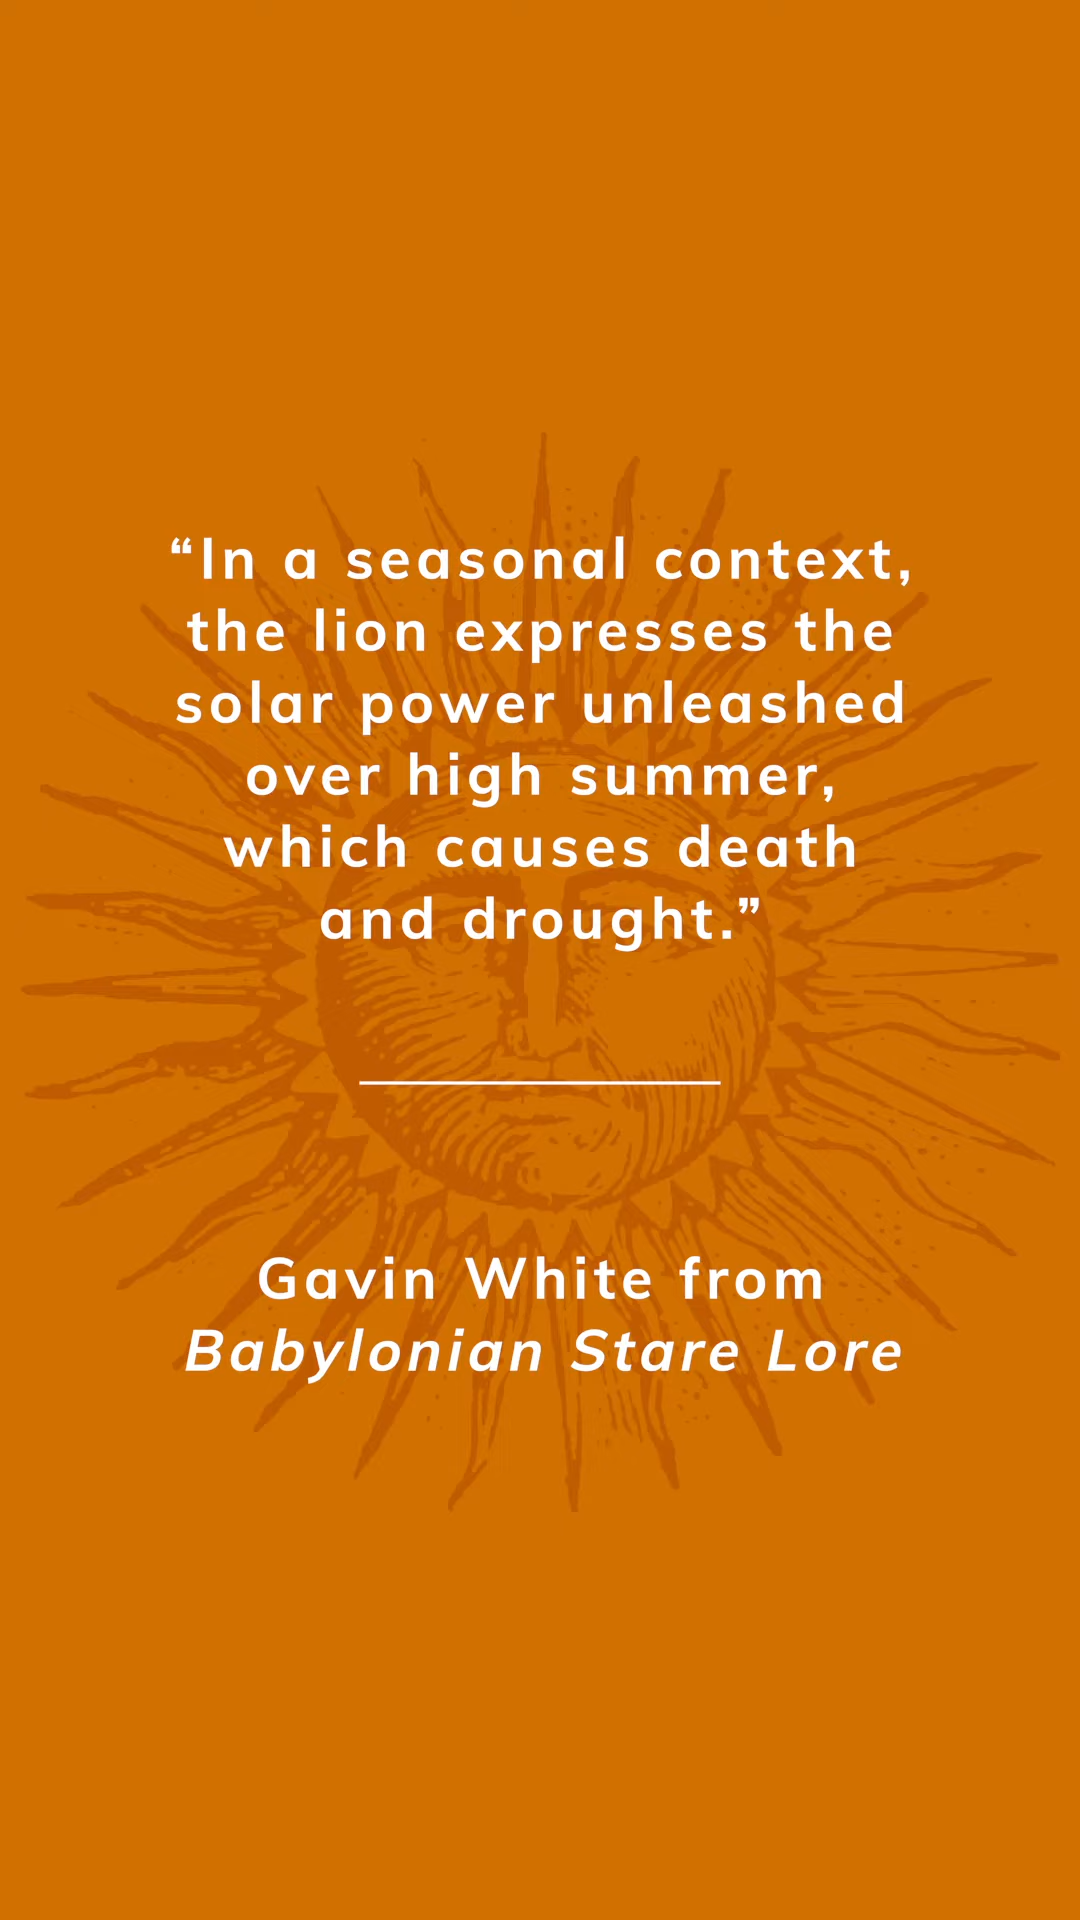 “In a seasonal context,
the lion expresses the
solar power unleashed
over high summer,
which causes death
and drought.”
Gavin White from
Babylonian Stare Lore